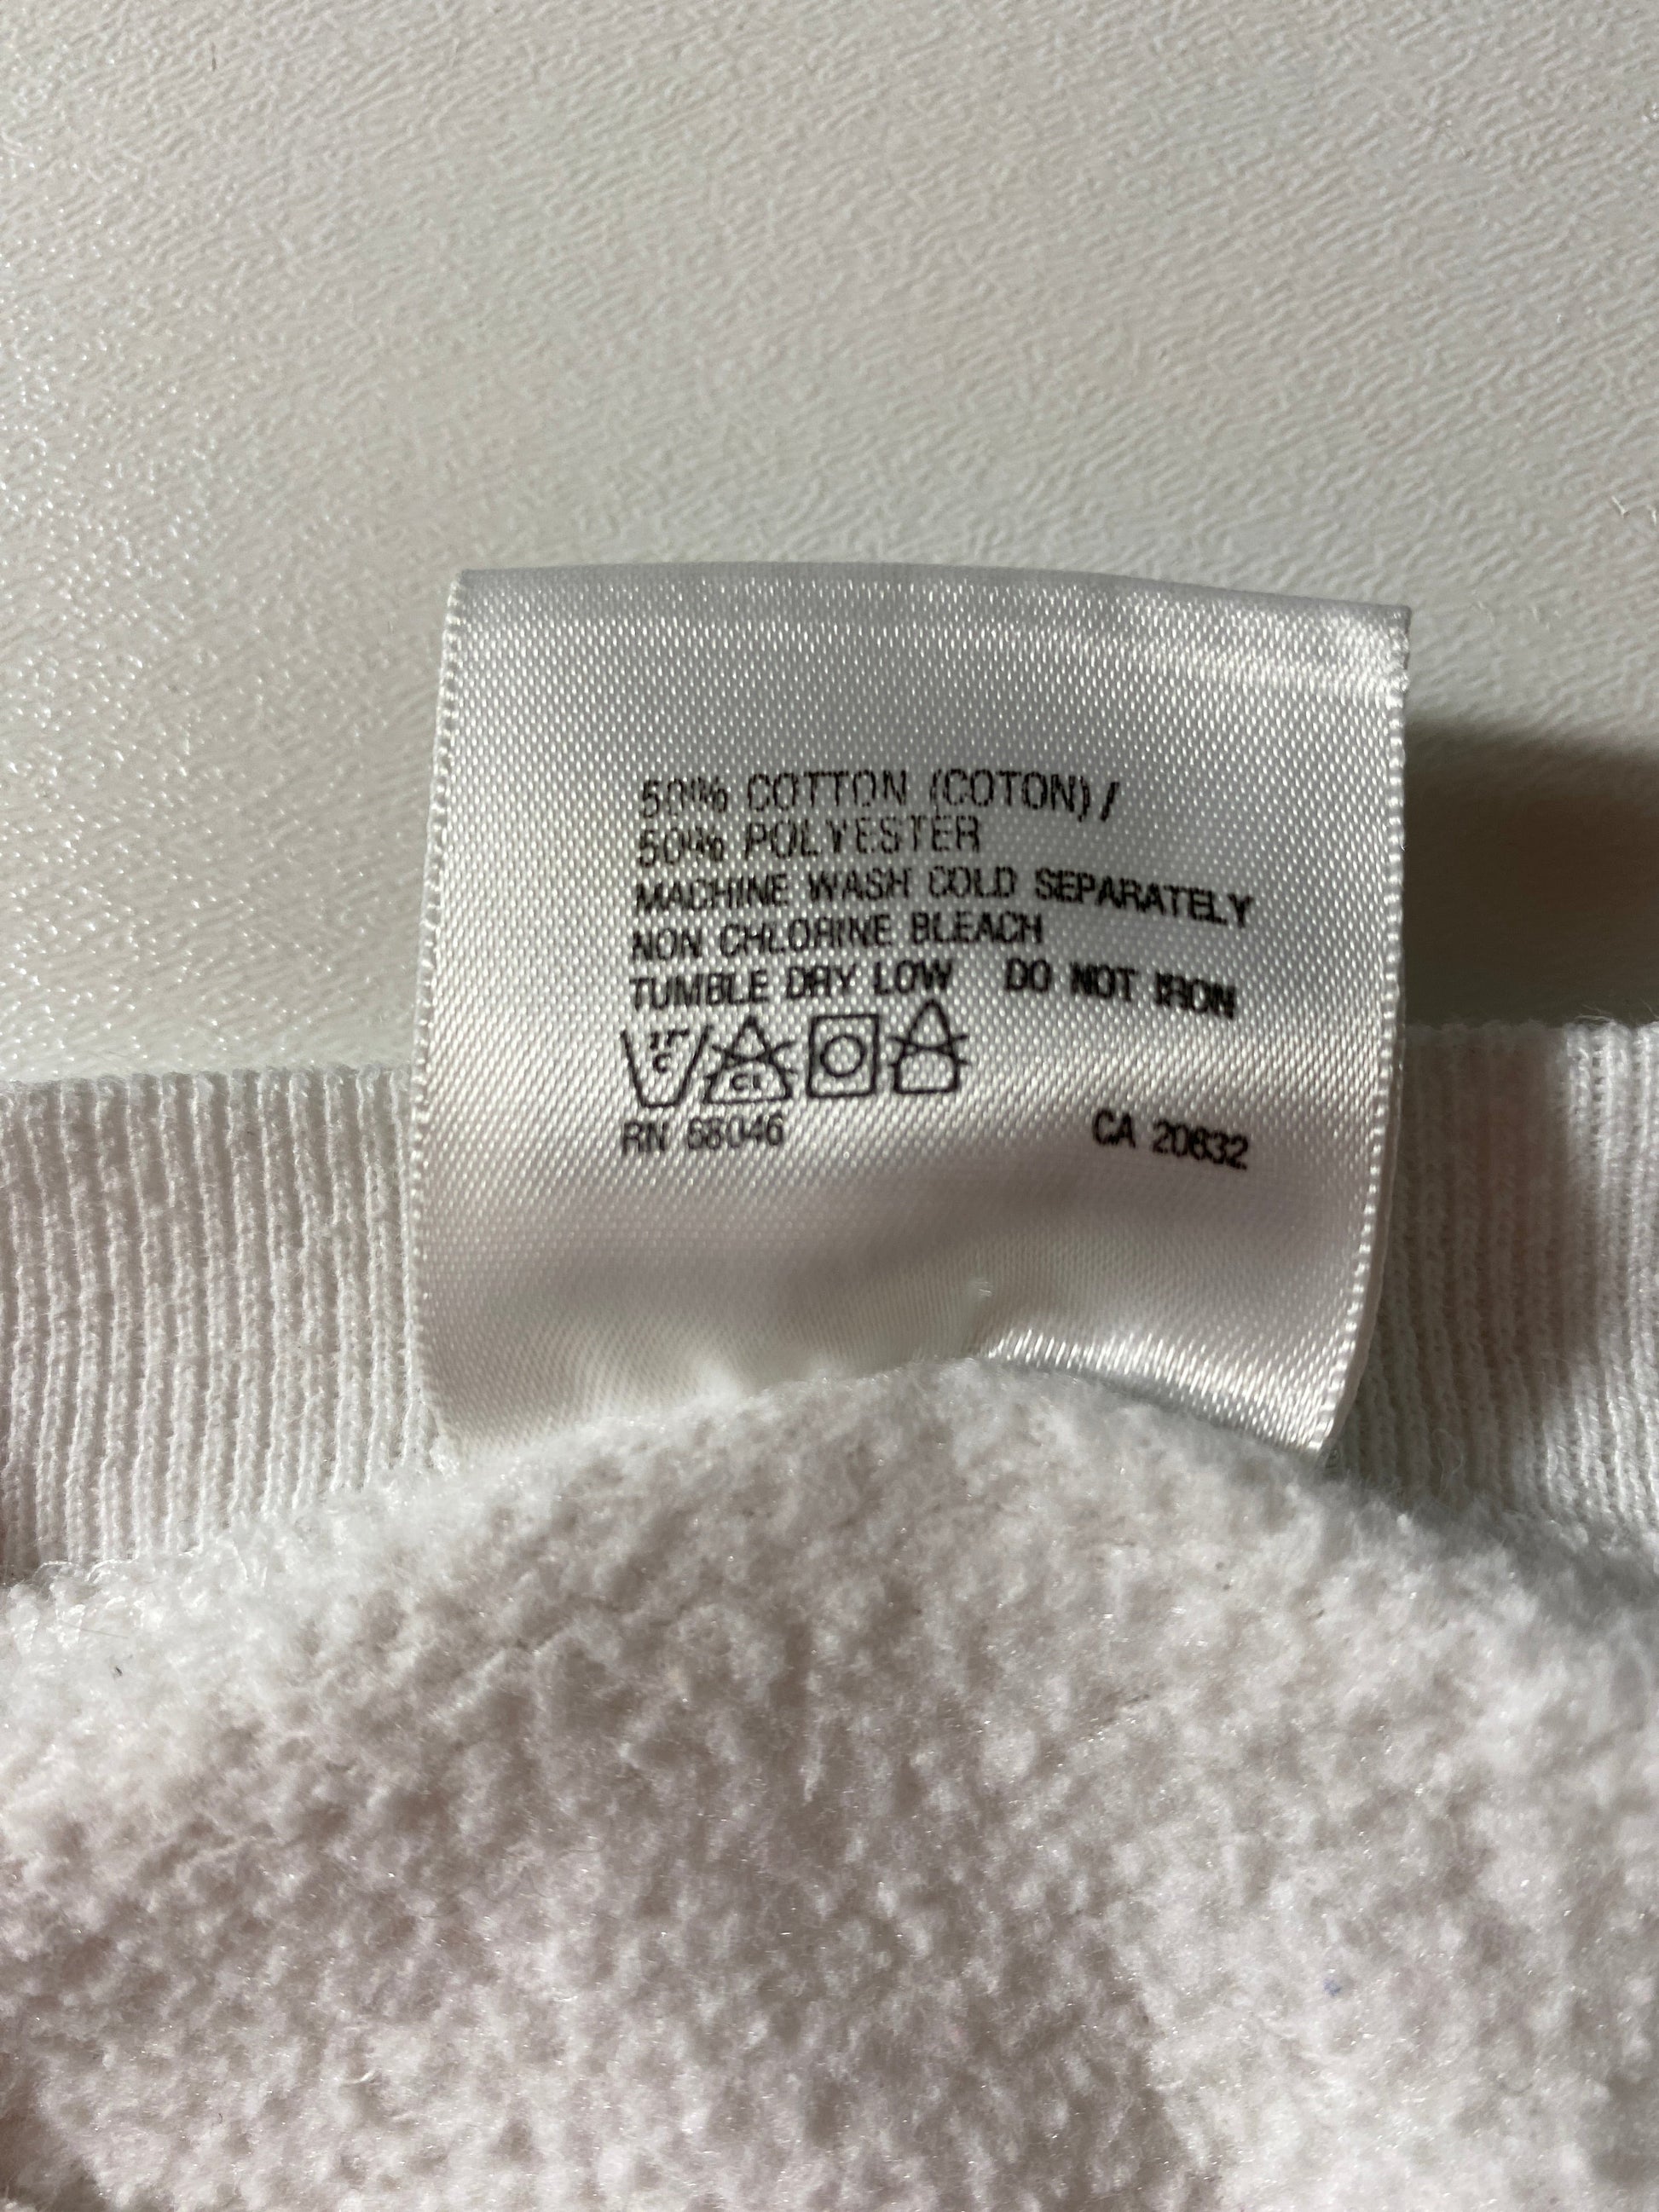 50% COTTON (COTON)/
50% POLYESTER
MACHINE WASH COLD SEPARATELY
NON CHLORINE BLEACH
TUMBLE DRY LOW DO NOT IRON
C CL
RN CA 20632